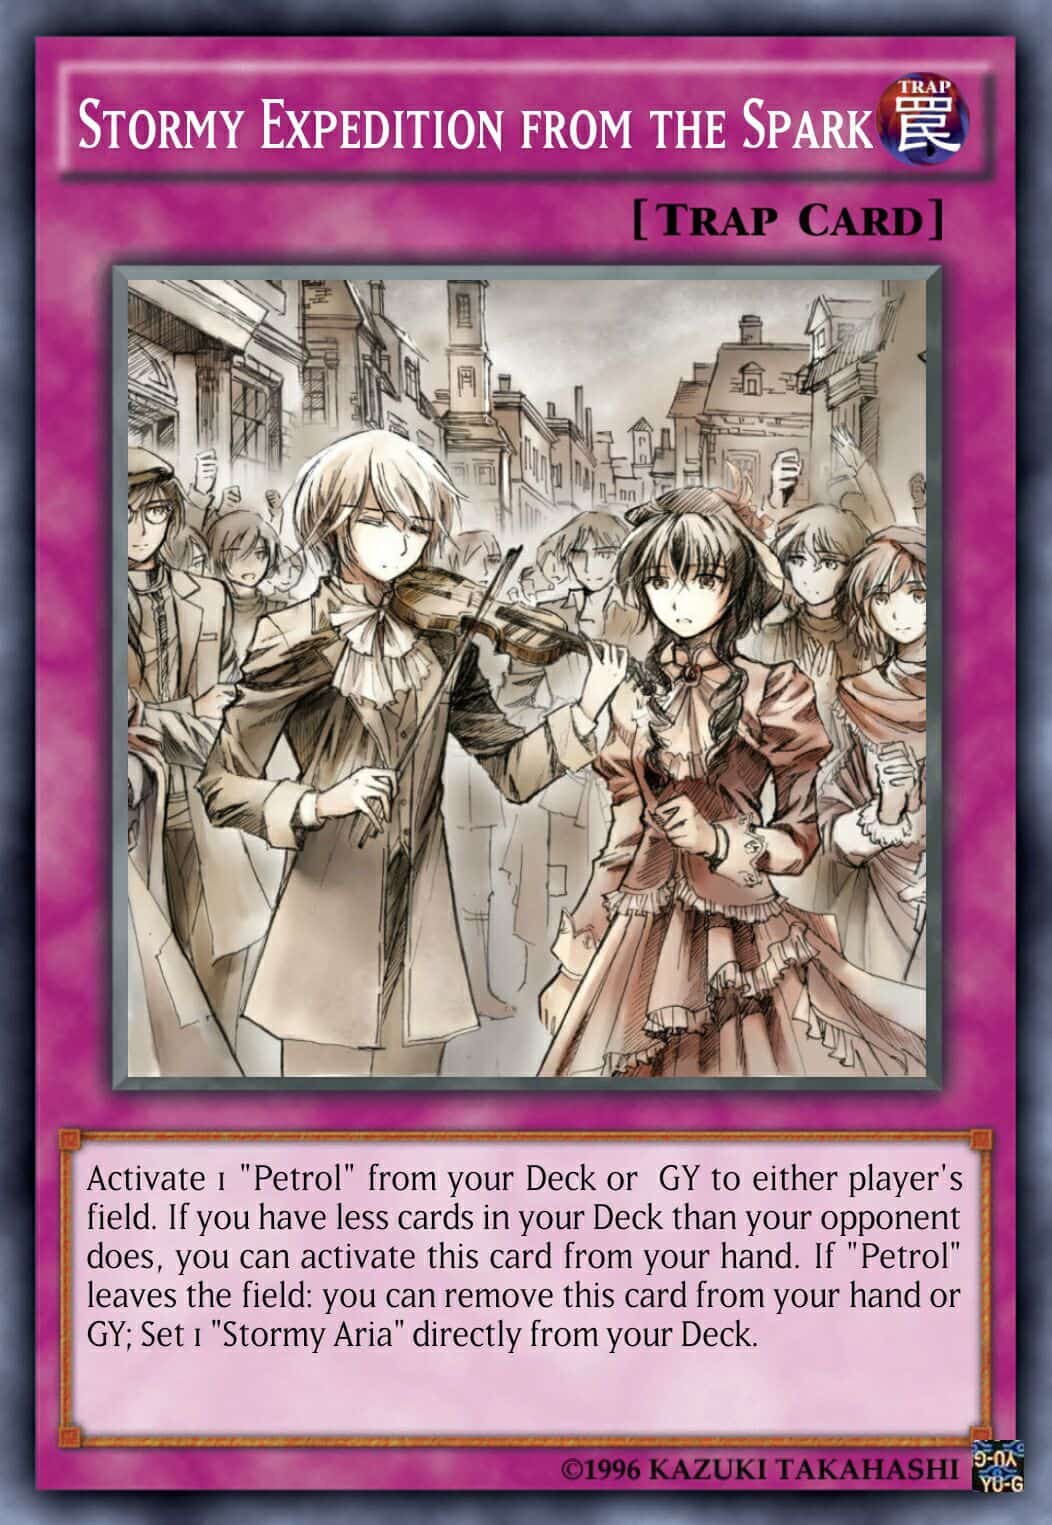 Stormy Expedition from the Spark
TRAP
罠
[Trap Card]
Activate 1 "Petrol" from your Deck or  GY to either player's
field. If you have less cards in your Deck than your opponent
does, you can activate this card from your hand. If "Petrol"
leaves the field: you can remove this card from your hand or
GY; Set 1 "Stormy Aria" directly from your Deck.
©1996 KAZUKI TAKAHASHI
YU-G
YU-G